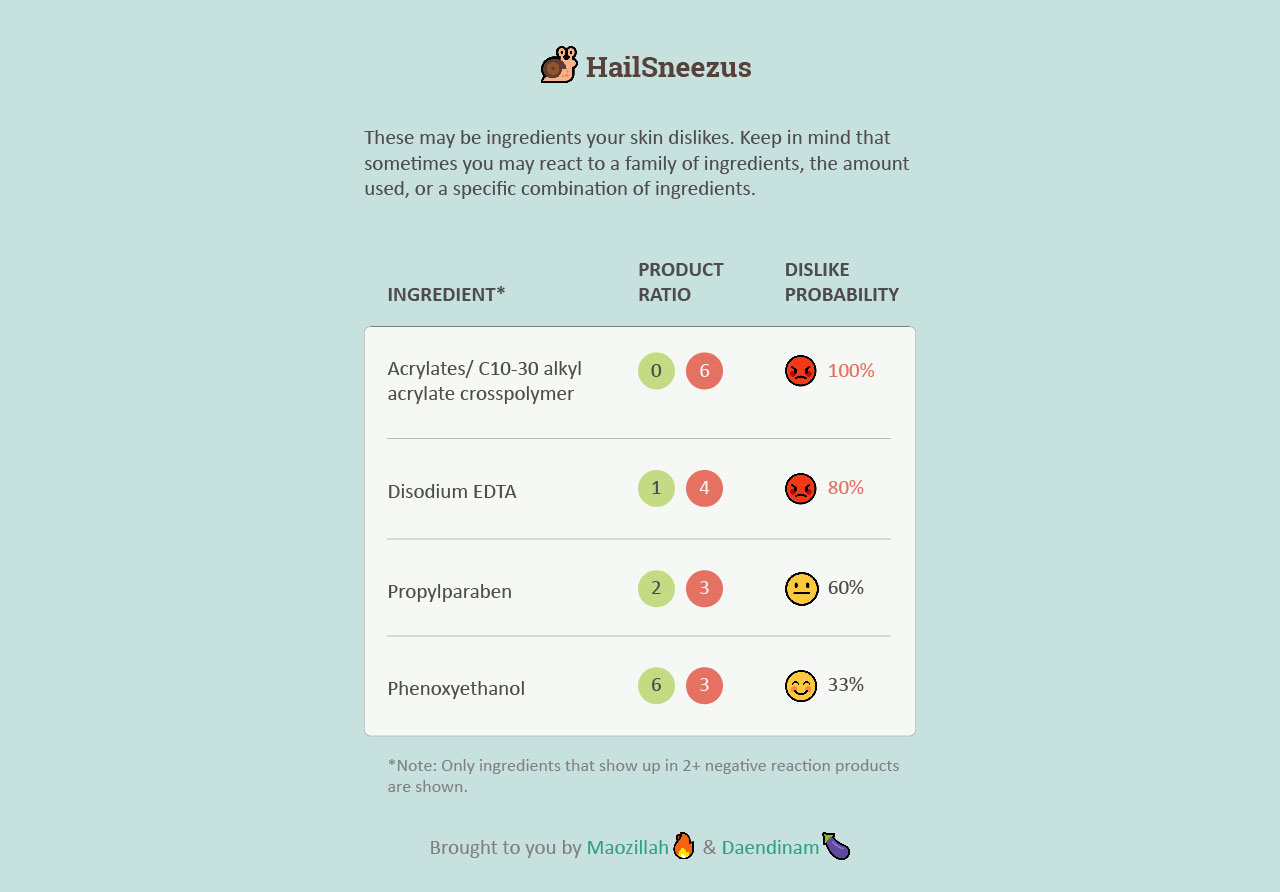 HailSneezus
These may be ingredients your skin dislikes. Keep in mind that
sometimes you may react to a family of ingredients, the amount
used, or a specific combination of ingredients.
INGREDIENT*
PRODUCT
RATIO
DISLIKE
PROBABILITY
Acrylates/ C10-30 alkyl
acrylate crosspolymer
0 6 100%
Disodium EDTA 1 4 80%
Propylparaben 2 3 60%
Phenoxyethanol 6 3 33%
*Note: Only ingredients that show up in 2+ negative reaction products
are shown.
Brought to you by Maozillah & Daendinam